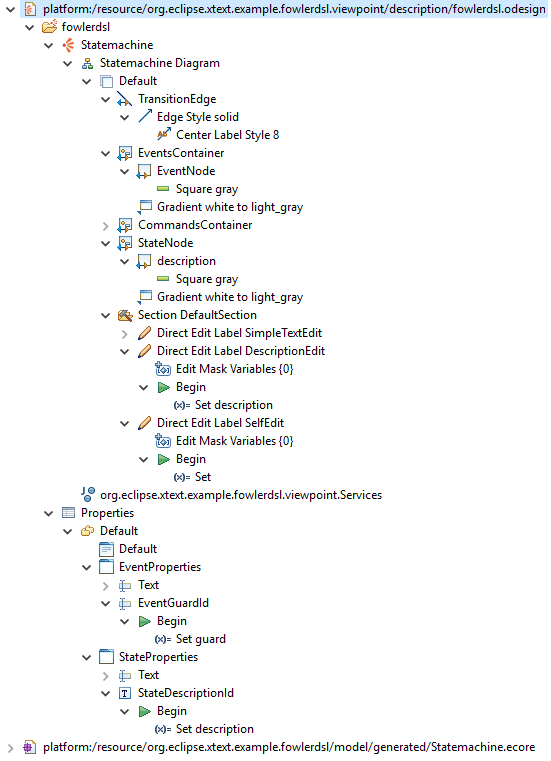 platform:/resource/org.eclipse.xtext.example.fowlerdsl.viewpoint/description/fowlerdsl.odesign
fowlerdsl
Statemachine
Statemachine Diagram
Default
TransitionEdge
Edge Style solid
Center Label Style 8
EventsContainer
EventNode
Square gray
Gradient white to light_gray
CommandsContainer
StateNode
description
Square gray
Gradient white to light_gray
Section DefaultSection
Direct Edit Label SimpleTextEdit
Direct Edit Label DescriptionEdit
Edit Mask Variables {0}
Begin
Set description
Direct Edit Label SelfEdit
Edit Mask Variables {0}
Begin
Set
org.eclipse.xtext.example.fowlerdsl.viewpoint.Services
Properties
Default
Default
EventProperties
Text
EventGuardId
Begin
Set guard
StateProperties
Text
StateDescriptionId
Begin
Set description
platform:/resource/org.eclipse.xtext.example.fowlerdsl/model/generated/Statemachine.ecore